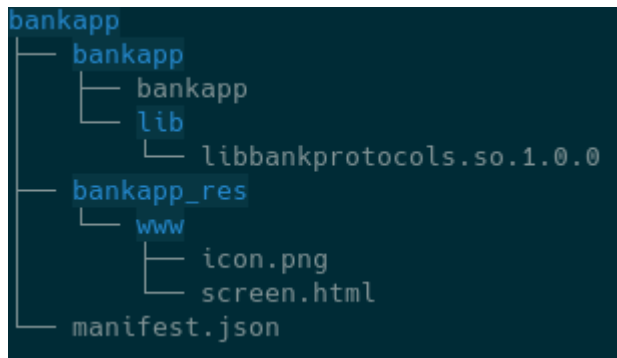 bankapp
├── bankapp
│   ├── bankapp
│   └── lib
│       └── libbankprotocols.so.1.0.0
├── bankapp_res
│   └── www
│       ├── icon.png
│       └── screen.html
└── manifest.json